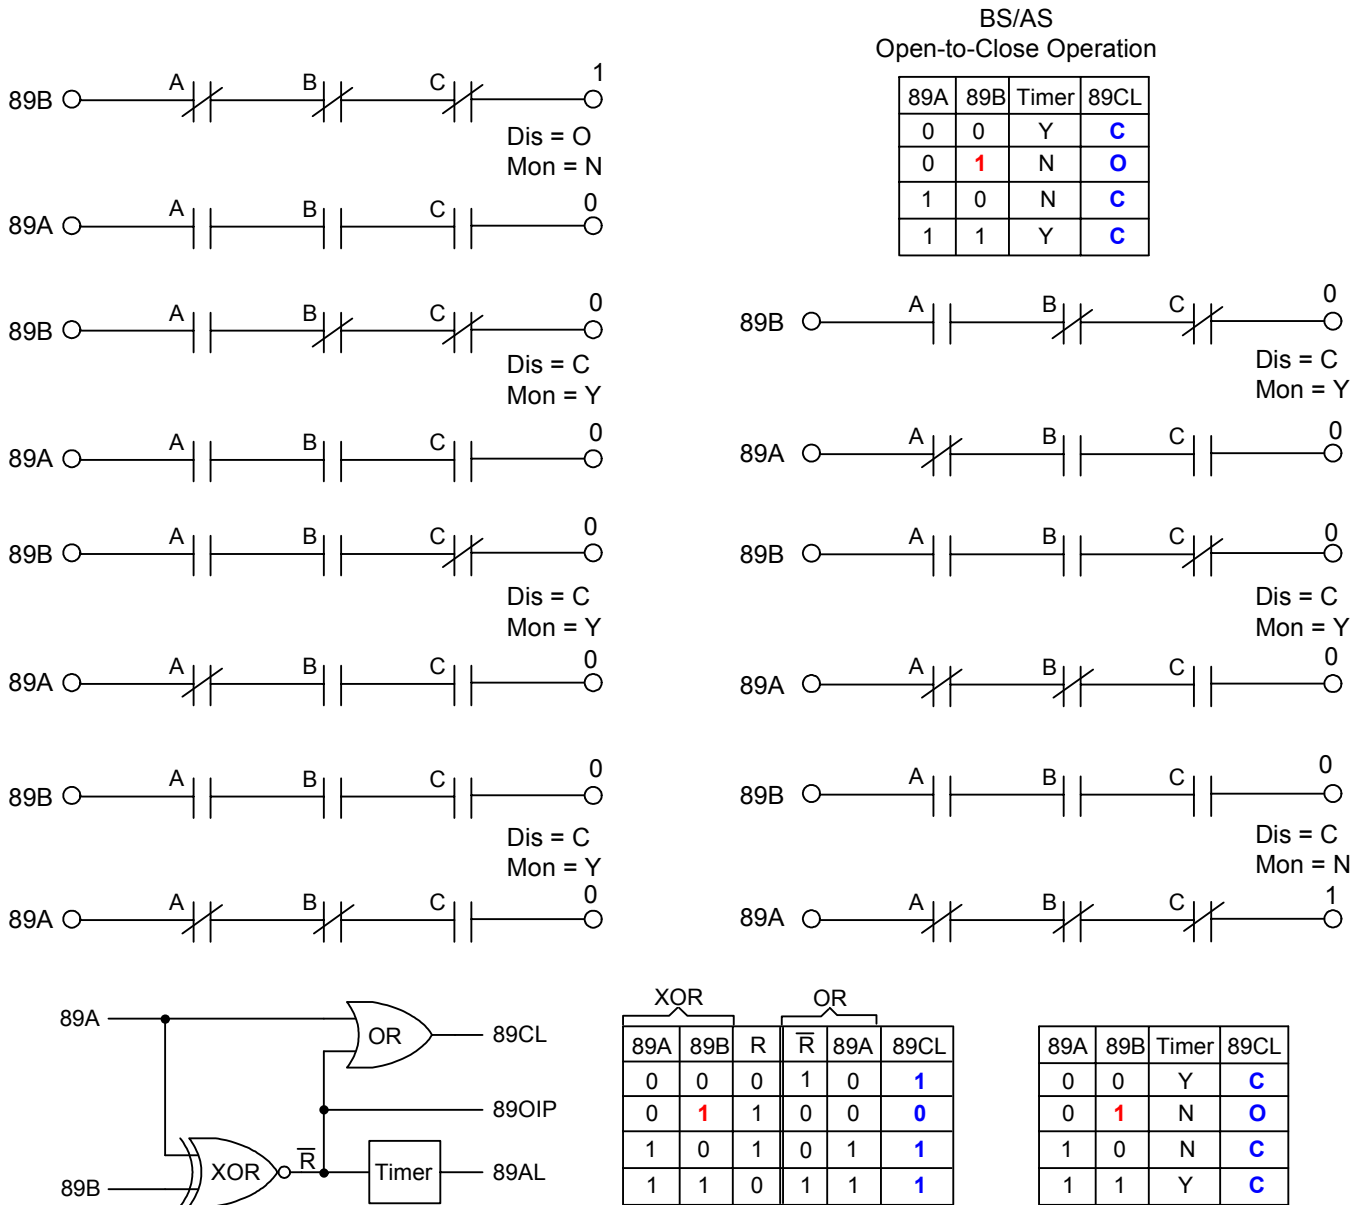 BS/AS
Open-to-Close Operation
89A 89B Timer 89CL
0 0 Y C
0 1 N O
1 0 N C
1 1 Y C
89B A B C 1
Dis = O
Mon = N
89A A B C 0
89B A B C 0
Dis = C
Mon = Y
89A A B C 0
89B A B C 0
Dis = C
Mon = Y
89A A B C 0
89B A B C 0
Dis = C
Mon = Y
89A A B C 0
89B A B C 0
Dis = C
Mon = Y
89A A B C 0
89B A B C 0
Dis = C
Mon = Y
89A A B C 0
89B A B C 0
Dis = C
Mon = N
89A A B C 1
89A OR 89CL
89OIP
89B XOR R̅ Timer 89AL
XOR OR
89A 89B R R̅ 89A 89CL
0 0 0 1 0 1
0 1 1 0 0 0
1 0 1 0 1 1
1 1 0 1 1 1
89A 89B Timer 89CL
0 0 Y C
0 1 N O
1 0 N C
1 1 Y C